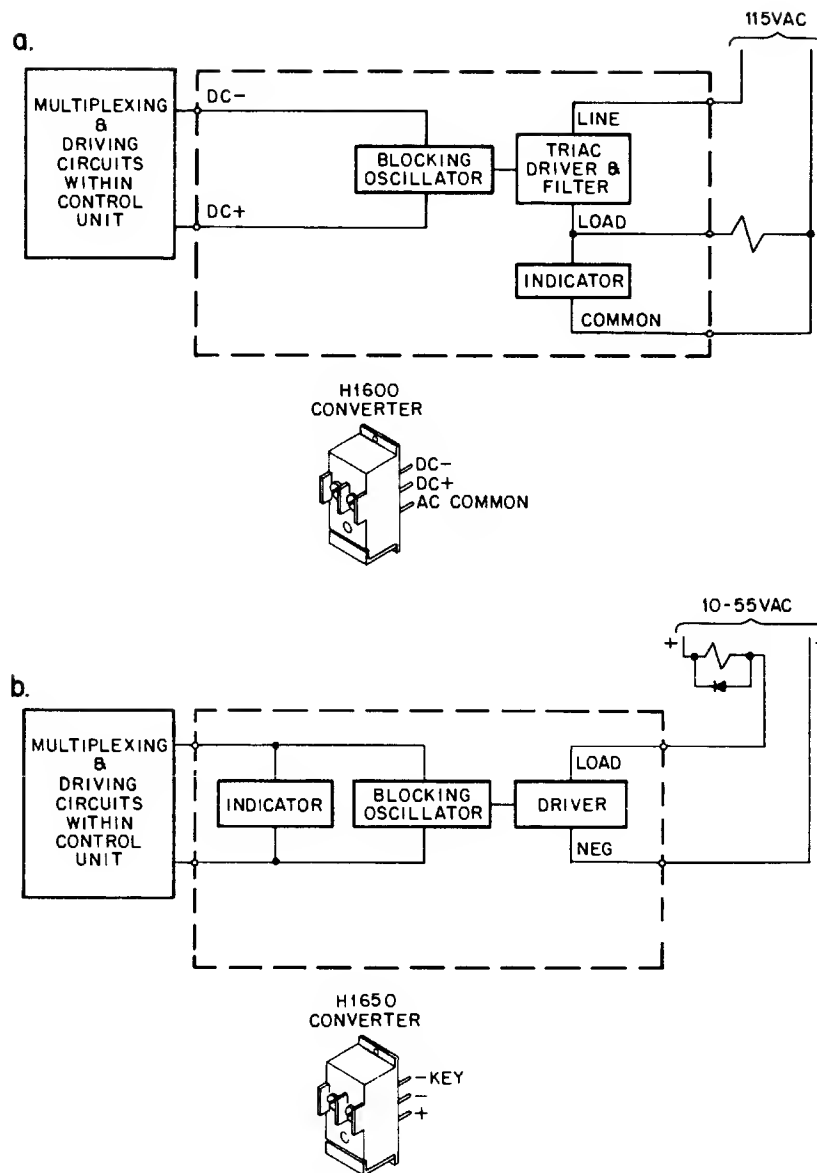 a.
115VAC
MULTIPLEXING
&
DRIVING
CIRCUITS
WITHIN
CONTROL
UNIT
DC-
DC+
BLOCKING
OSCILLATOR
LINE
TRIAC
DRIVER &
FILTER
LOAD
INDICATOR
COMMON
H1600
CONVERTER
DC-
DC+
AC COMMON
O
b.
10-55VAC
+
-
MULTIPLEXING
&
DRIVING
CIRCUITS
WITHIN
CONTROL
UNIT
INDICATOR
BLOCKING
OSCILLATOR
LOAD
DRIVER
NEG
H1650
CONVERTER
-KEY
-
+
C